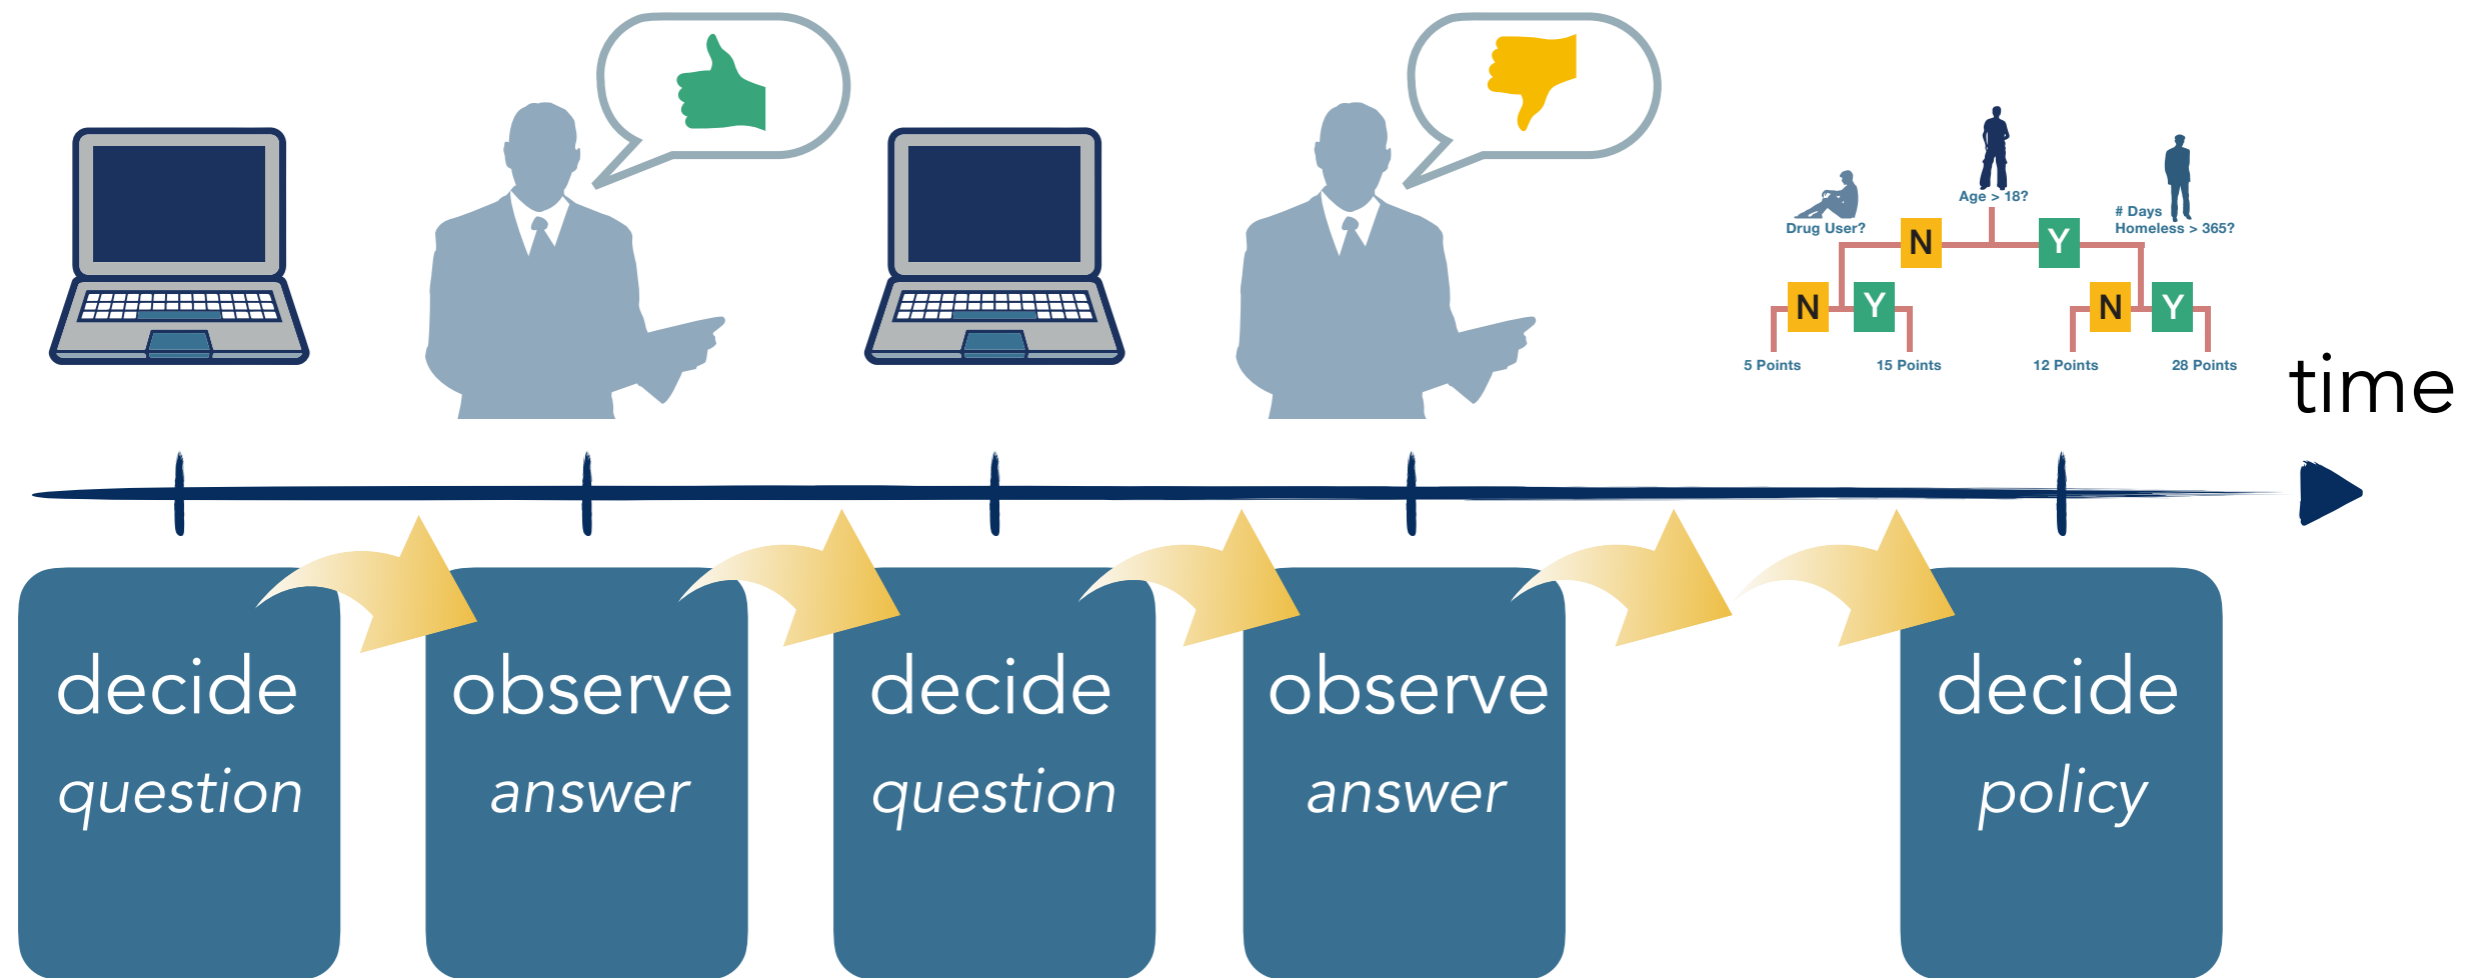 Age > 18?
Drug User?
# Days
Homeless > 365?
N
Y
N
Y
N
Y
5 Points
15 Points
12 Points
28 Points
time
decide
question
observe
answer
decide
question
observe
answer
decide
policy